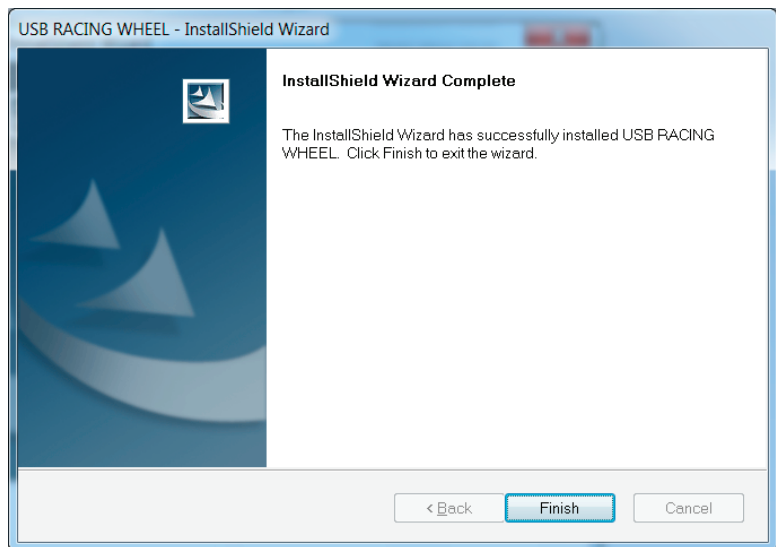 USB RACING WHEEL - InstallShield Wizard
InstallShield Wizard Complete
The InstallShield Wizard has successfully installed USB RACING
WHEEL. Click Finish to exit the wizard.
< Back Finish Cancel